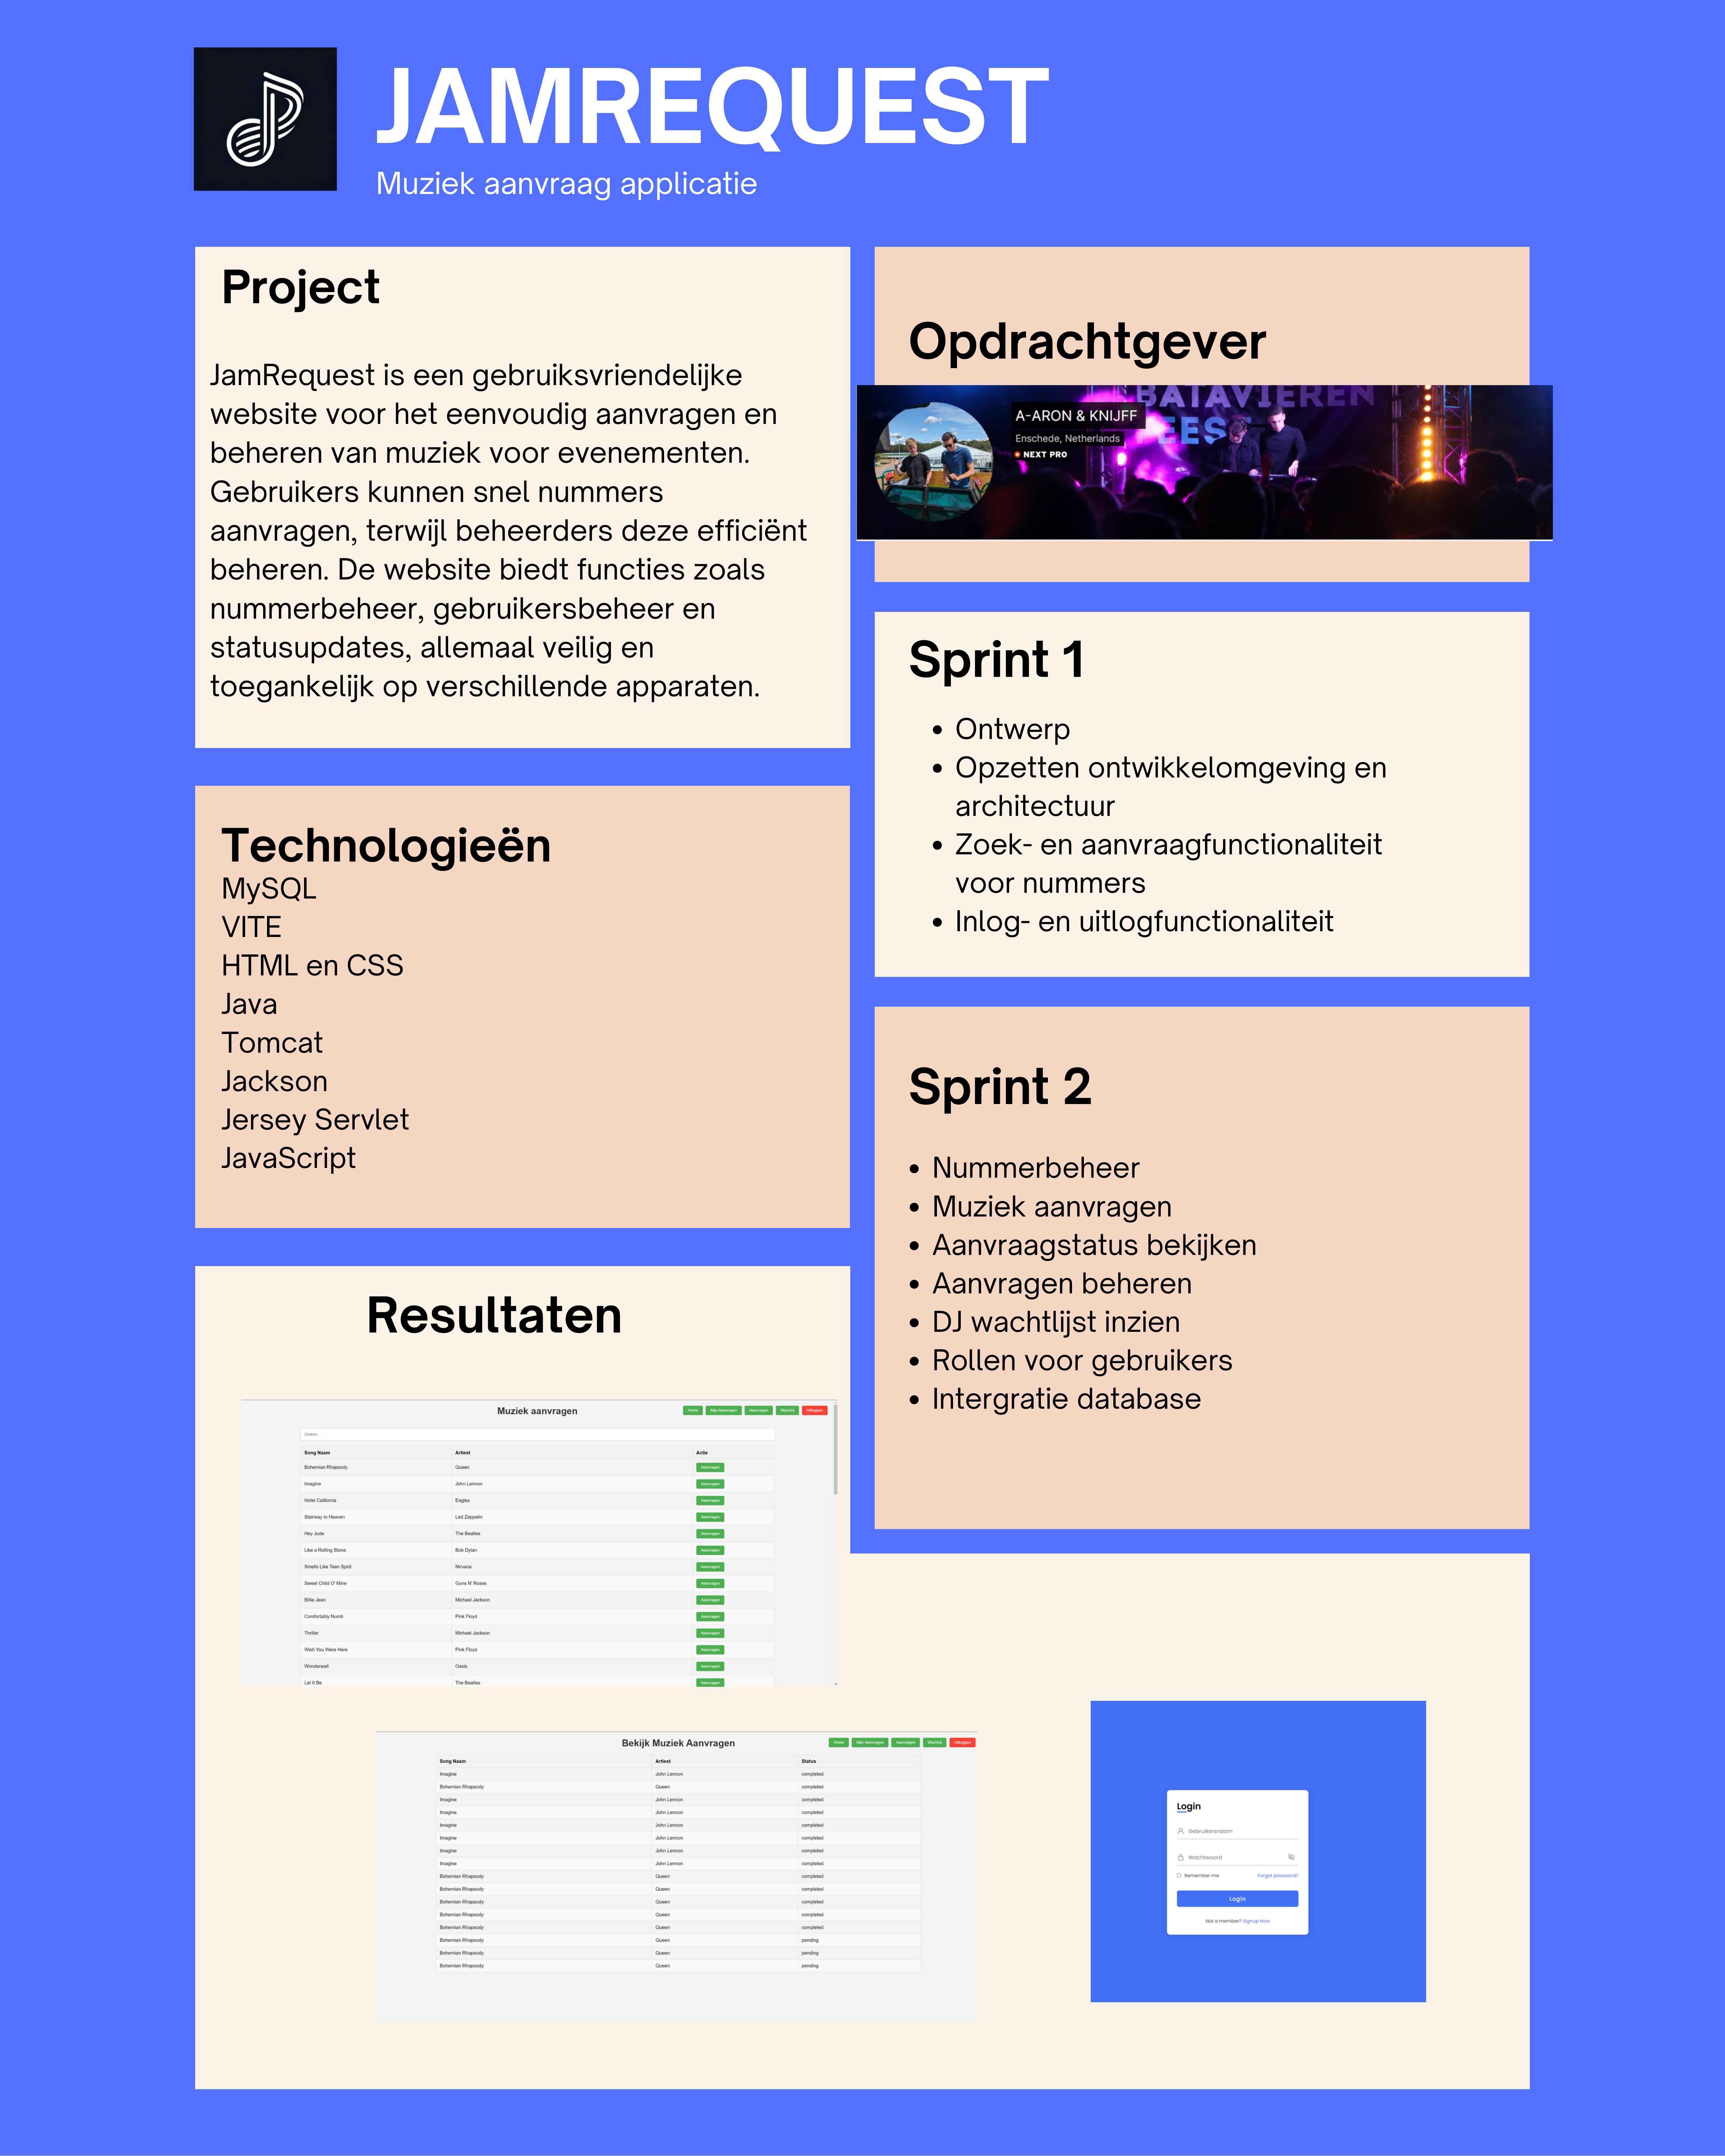 JAMREQUEST
Muziek aanvraag applicatie
Project
JamRequest is een gebruiksvriendelijke
website voor het eenvoudig aanvragen en
beheren van muziek voor evenementen.
Gebruikers kunnen snel nummers
aanvragen, terwijl beheerders deze efficiënt
beheren. De website biedt functies zoals
nummerbeheer, gebruikersbeheer en
statusupdates, allemaal veilig en
toegankelijk op verschillende apparaten.
Opdrachtgever
BATAVIEREN
FEES
A-ARON & KNIJFF
Enschede, Netherlands
NEXT PRO
Sprint 1
• Ontwerp
• Opzetten ontwikkelomgeving en
architectuur
• Zoek- en aanvraagfunctionaliteit
voor nummers
• Inlog- en uitlogfunctionaliteit
Technologieën
MySQL
VITE
HTML en CSS
Java
Tomcat
Jackson
Jersey Servlet
JavaScript
Sprint 2
• Nummerbeheer
• Muziek aanvragen
• Aanvraagstatus bekijken
• Aanvragen beheren
• DJ wachtlijst inzien
• Rollen voor gebruikers
• Intergratie database
Resultaten
Muziek aanvragen Home Mijn Aanvragen Aanvragen Wachtrij Uitloggen
Zoeken...
Song Naam Artiest Actie
Bohemian Rhapsody Queen Aanvragen
Imagine John Lennon Aanvragen
Hotel California Eagles Aanvragen
Stairway to Heaven Led Zeppelin Aanvragen
Hey Jude The Beatles Aanvragen
Like a Rolling Stone Bob Dylan Aanvragen
Smells Like Teen Spirit Nirvana Aanvragen
Sweet Child O' Mine Guns N' Roses Aanvragen
Billie Jean Michael Jackson Aanvragen
Comfortably Numb Pink Floyd Aanvragen
Thriller Michael Jackson Aanvragen
Wish You Were Here Pink Floyd Aanvragen
Wonderwall Oasis Aanvragen
Let It Be The Beatles Aanvragen
Bekijk Muziek Aanvragen Home Mijn Aanvragen Aanvragen Wachtrij Uitloggen
Song Naam Artiest Status
Imagine John Lennon completed
Bohemian Rhapsody Queen completed
Imagine John Lennon completed
Imagine John Lennon completed
Imagine John Lennon completed
Imagine John Lennon completed
Imagine John Lennon completed
Imagine John Lennon completed
Bohemian Rhapsody Queen completed
Bohemian Rhapsody Queen completed
Bohemian Rhapsody Queen completed
Bohemian Rhapsody Queen completed
Bohemian Rhapsody Queen completed
Bohemian Rhapsody Queen pending
Bohemian Rhapsody Queen pending
Bohemian Rhapsody Queen pending
Login
Gebruikersnaam
Wachtwoord
Remember me Forgot password?
Login
Not a member? Signup Now